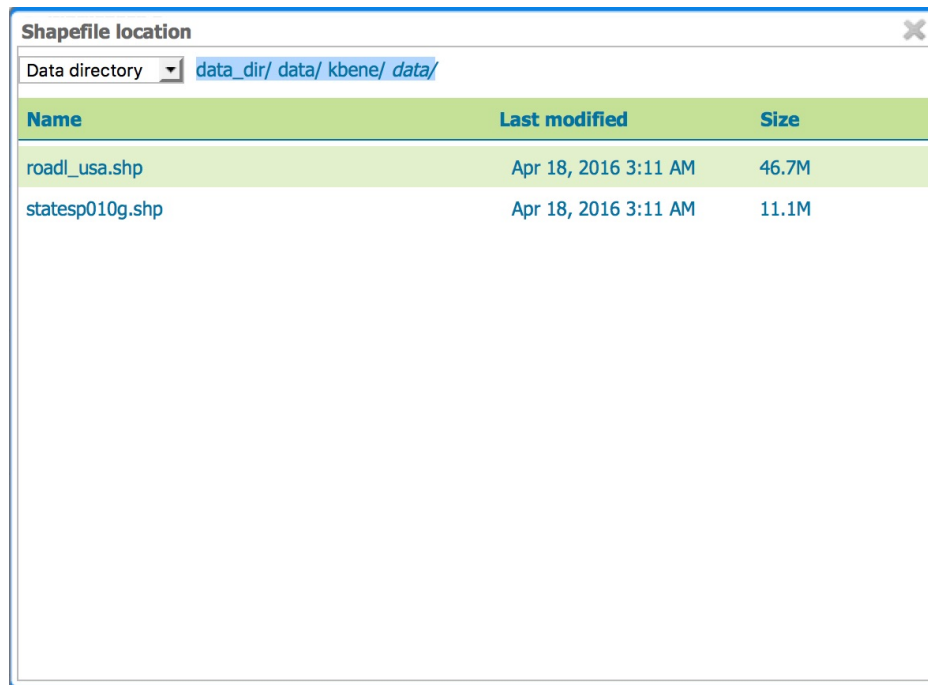 Shapefile location
Data directory data_dir/ data/ kbene/ data/
Name Last modified Size
roadl_usa.shp Apr 18, 2016 3:11 AM 46.7M
statesp010g.shp Apr 18, 2016 3:11 AM 11.1M